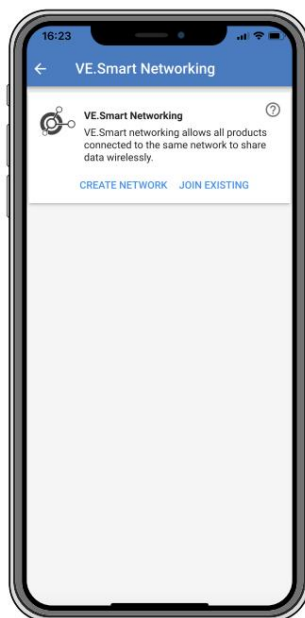 16:23
VE.Smart Networking
VE.Smart Networking
VE.Smart networking allows all products
connected to the same network to share
data wirelessly.
CREATE NETWORK JOIN EXISTING